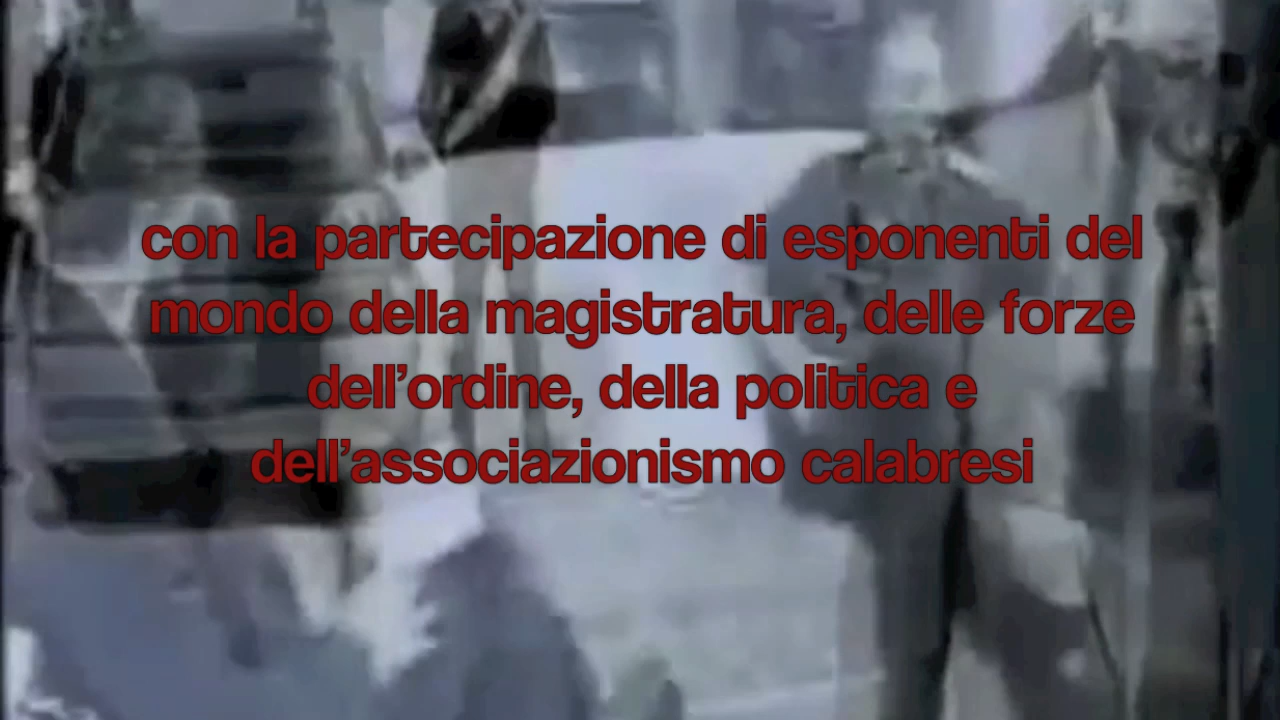 con la partecipazione di esponenti del
mondo della magistratura, delle forze
dell’ordine, della politica e
dell’associazionismo calabresi